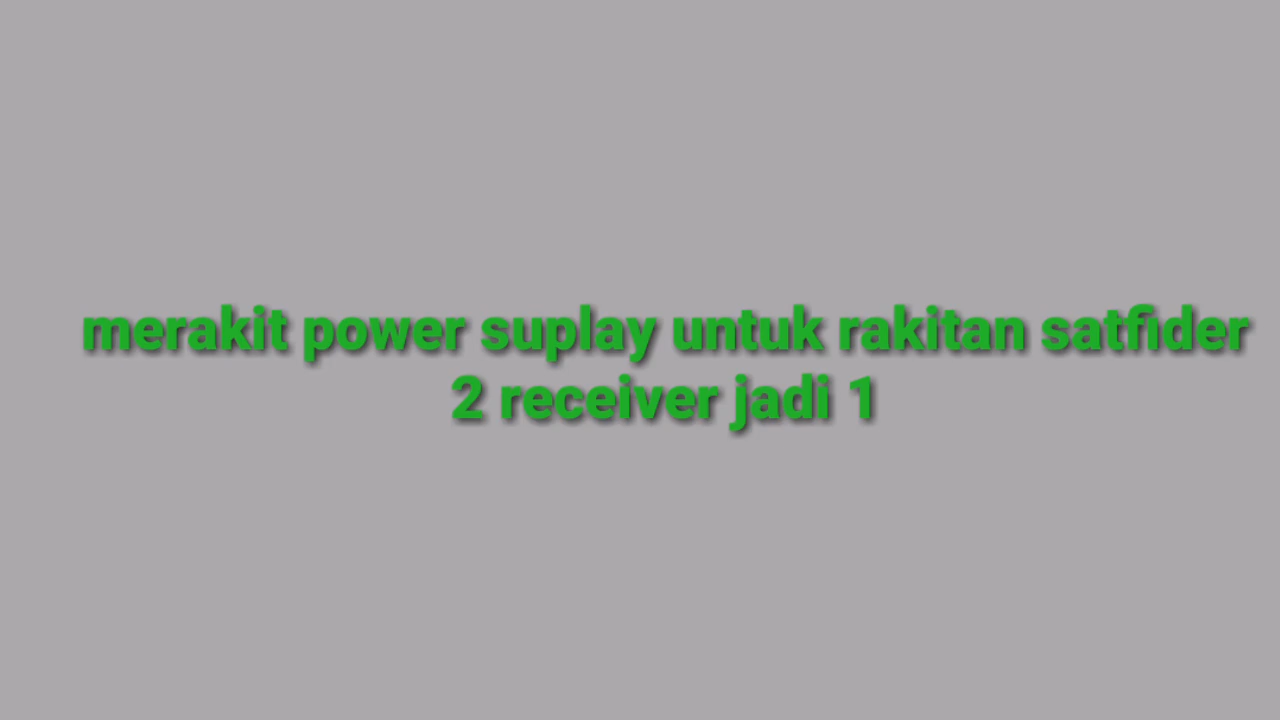 merakit power suplay untuk rakitan satfider
2 receiver jadi 1